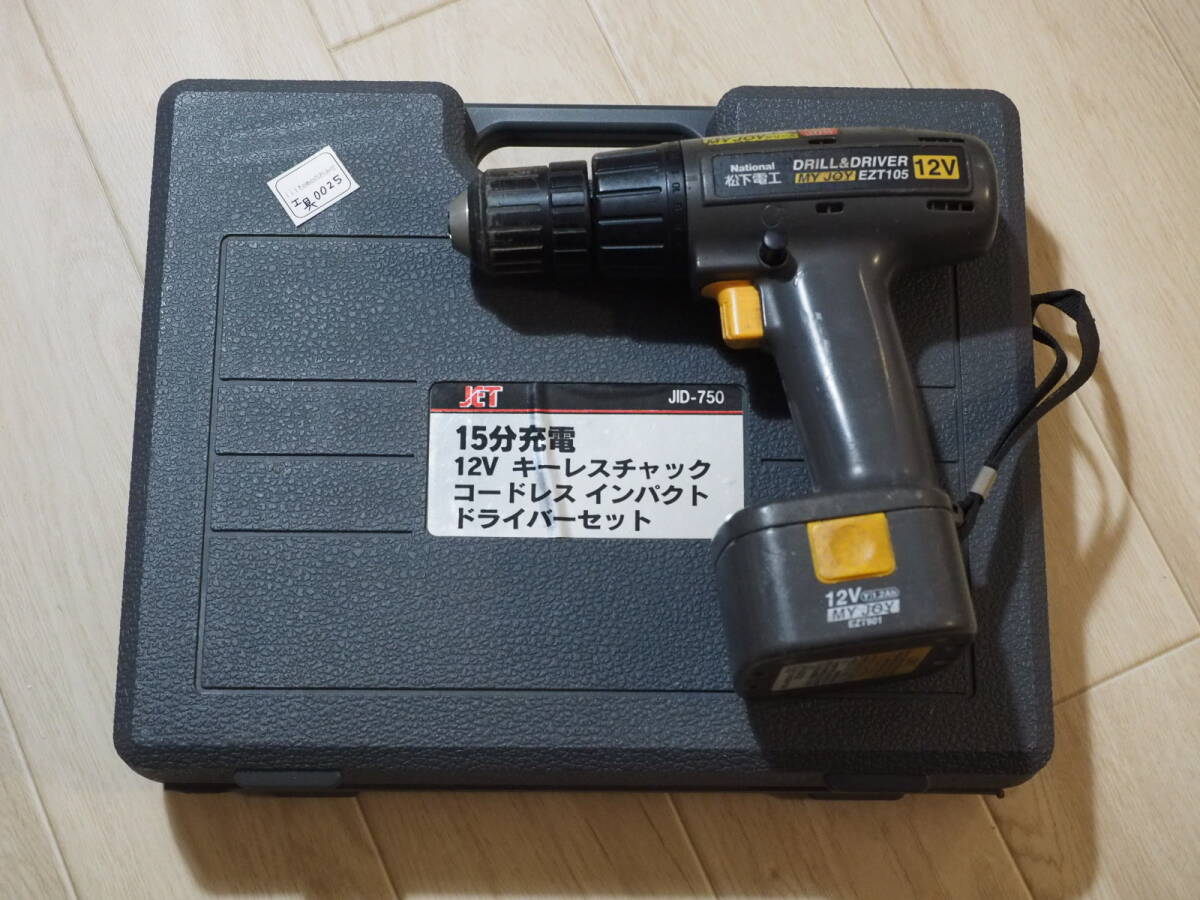 工具0025
National
松下電工
DRILL&DRIVER
MY JOY EZT105
12V
JET JID-750
15分充電
12V キーレスチャック
コードレス インパクト
ドライバーセット
12V
MY JOY
EZT901